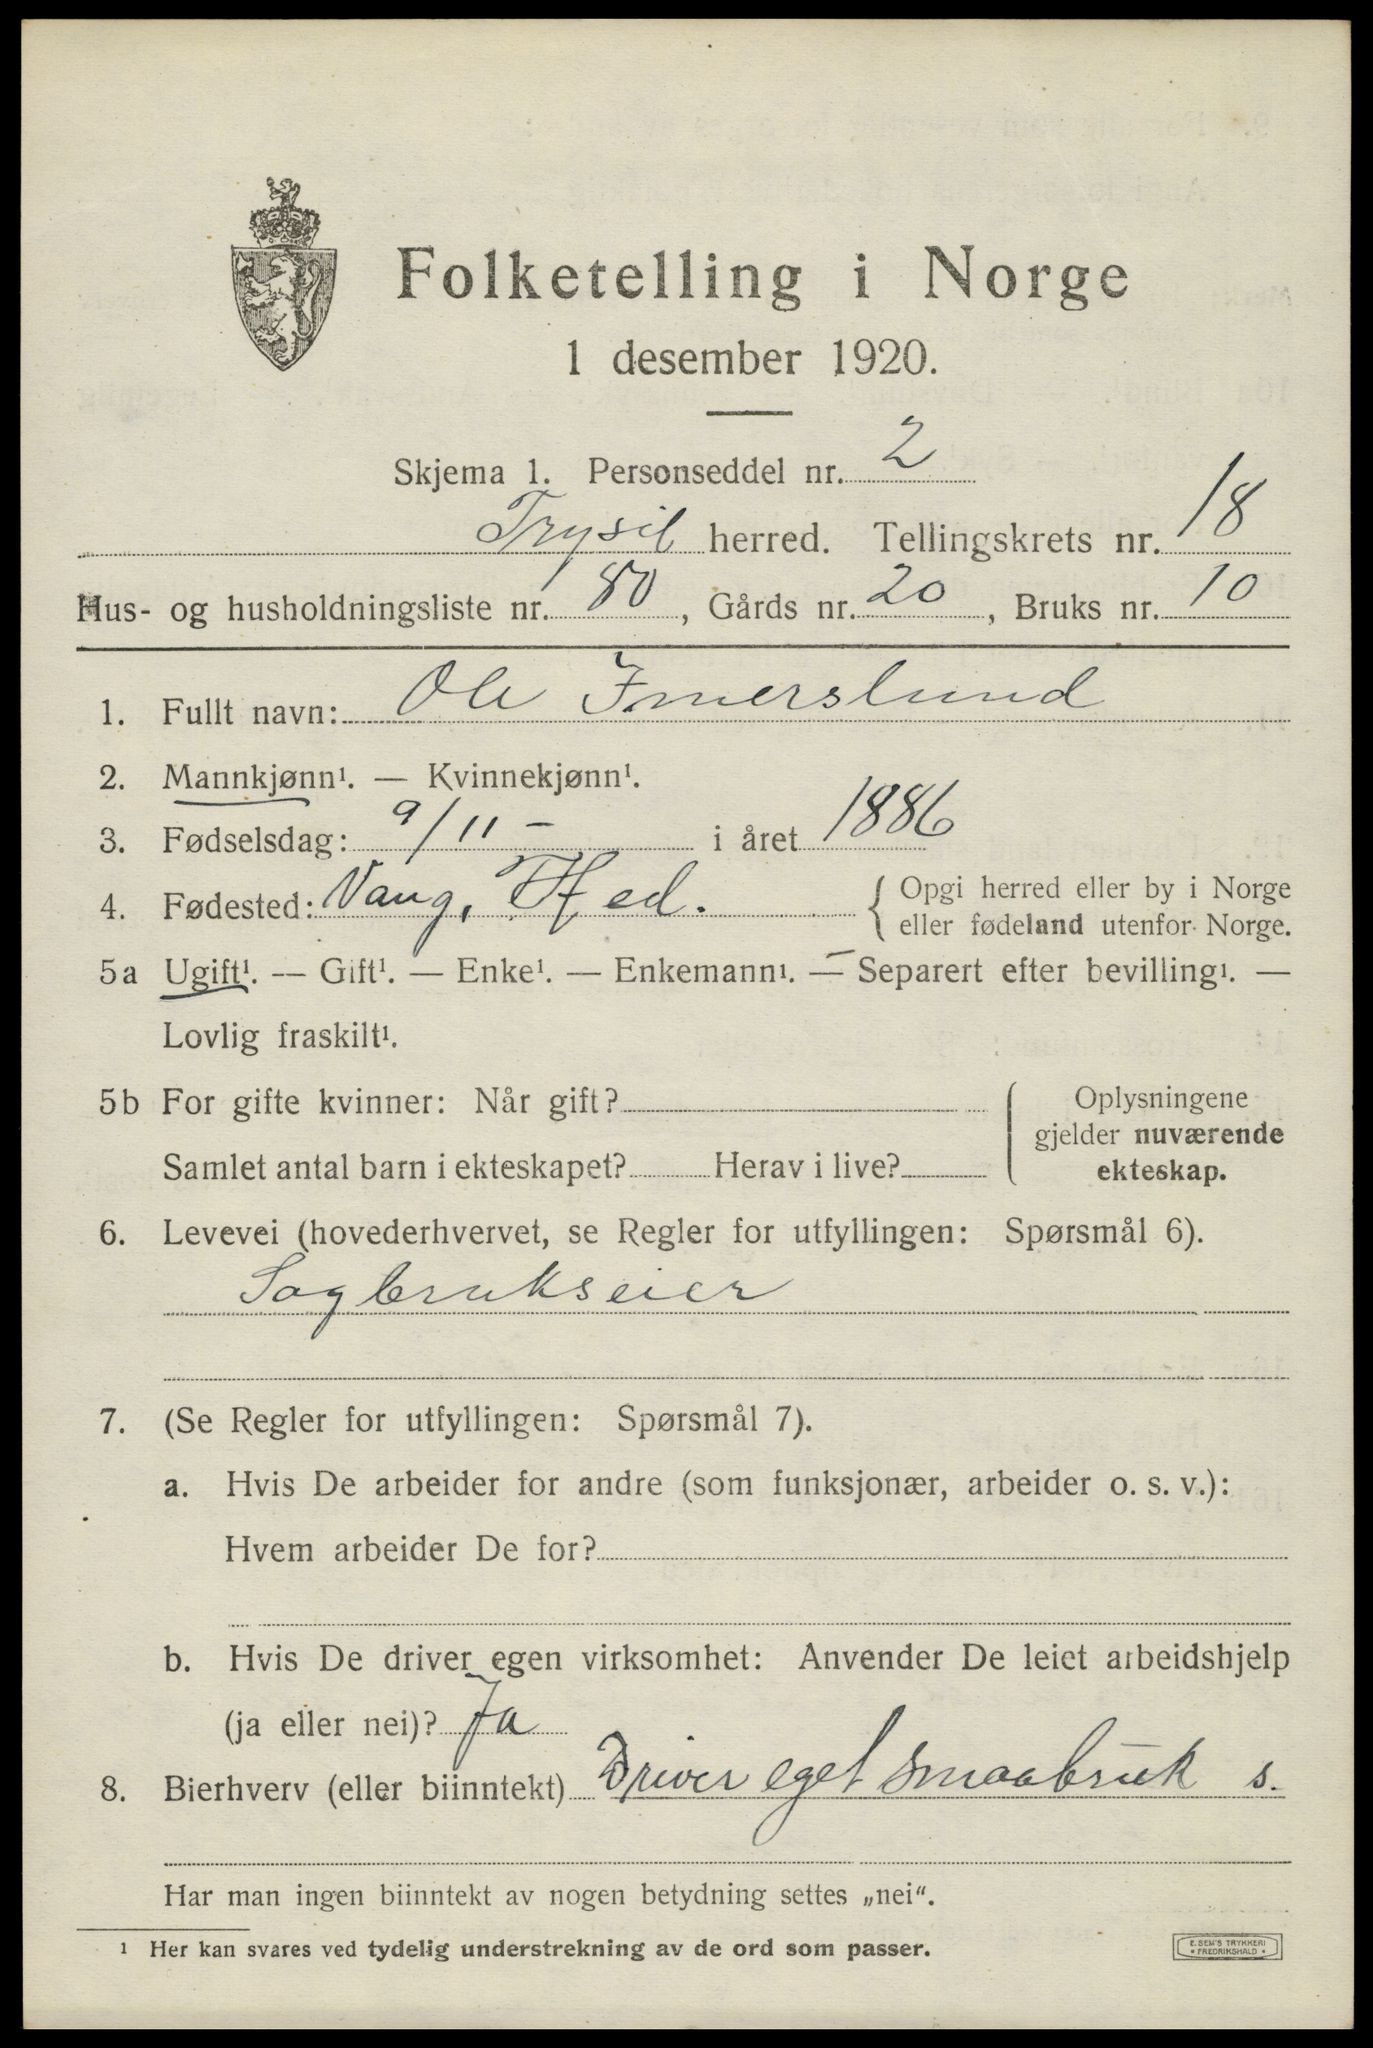 Folketelling i Norge
1 desember 1920.
Skjema 1. Personseddel nr. 2
Trysil herred. Tellingskrets nr. 18
Hus- og husholdningsliste nr. 80, Gårds nr. 20, Bruks nr. 10
1. Fullt navn: Ole Imerslund
2. Mannkjønn¹. — Kvinnekjønn¹.
3. Fødselsdag: 9/11 - i året 1886
4. Fødested: Vang, Hed. { Opgi herred eller by i Norge
eller fødeland utenfor Norge.
5a Ugift¹. — Gift¹. — Enke¹. — Enkemann¹. — Separert efter bevilling¹. —
Lovlig fraskilt¹.
5b For gifte kvinner: Når gift?
Samlet antal barn i ekteskapet? Herav i live?
Oplysningene
gjelder nuværende
ekteskap.
6. Levevei (hovederhvervet, se Regler for utfyllingen: Spørsmål 6).
Sagbrukseier
7. (Se Regler for utfyllingen: Spørsmål 7).
a. Hvis De arbeider for andre (som funksjonær, arbeider o. s. v.):
Hvem arbeider De for?
b. Hvis De driver egen virksomhet: Anvender De leiet arbeidshjelp
(ja eller nei)? Ja
8. Bierhverv (eller biinntekt) Driver eget smaabruk s.
Har man ingen biinntekt av nogen betydning settes „nei“.
¹ Her kan svares ved tydelig understrekning av de ord som passer.
E. SEM'S TRYKKERI
• FREDRIKSHALD •